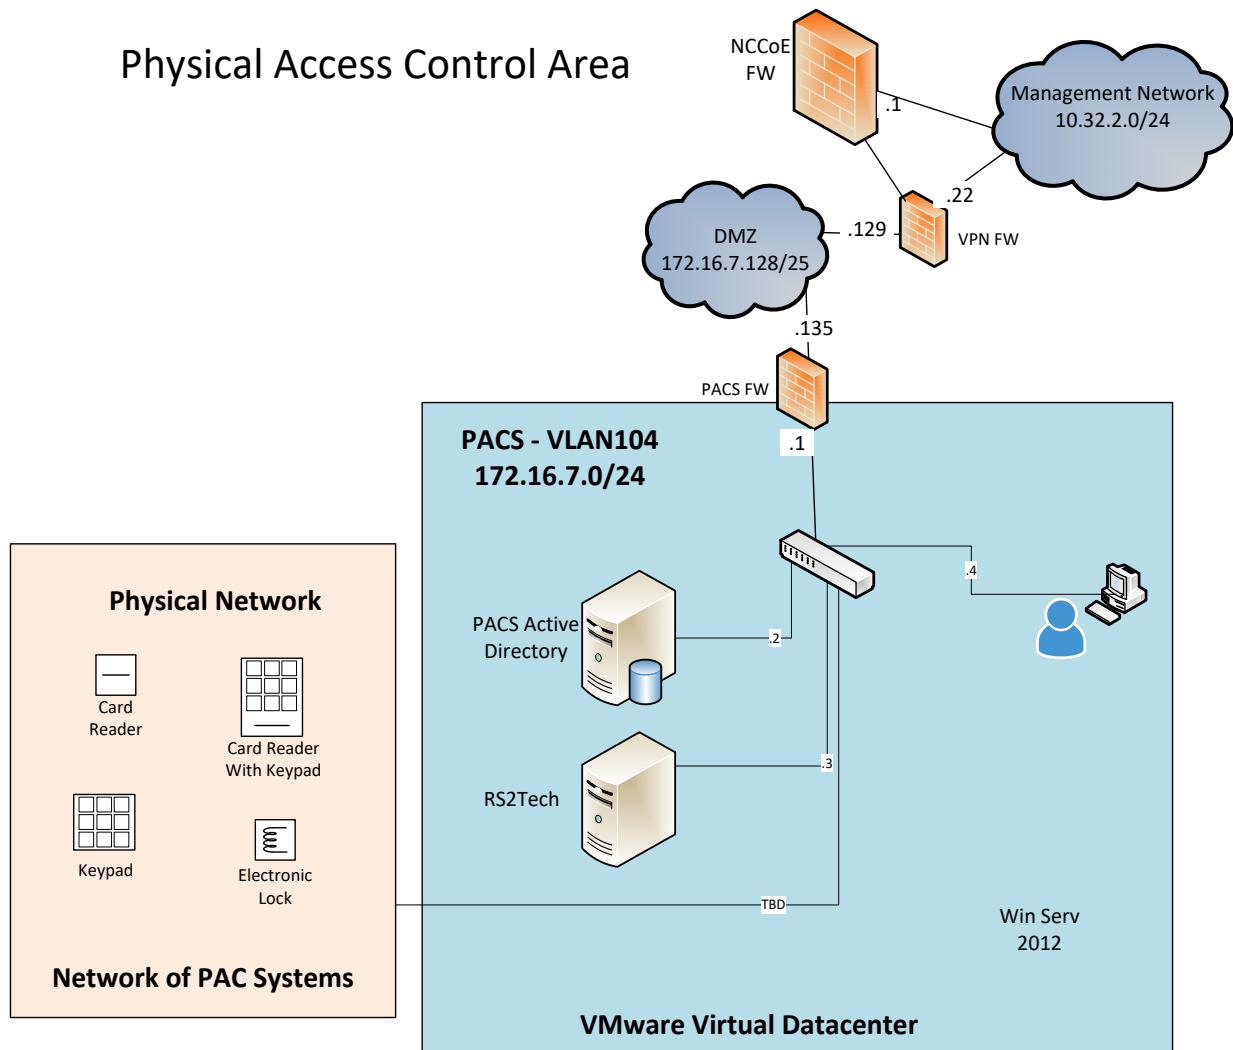 Physical Access Control Area
NCCoE
FW
.1
Management Network
10.32.2.0/24
.22
VPN FW
.129
DMZ
172.16.7.128/25
.135
PACS FW
PACS - VLAN104
172.16.7.0/24
.1
.4
PACS Active
Directory
.2
RS2Tech
.3
TBD
Win Serv
2012
VMware Virtual Datacenter
Physical Network
Card
Reader
Card Reader
With Keypad
Keypad
Electronic
Lock
Network of PAC Systems